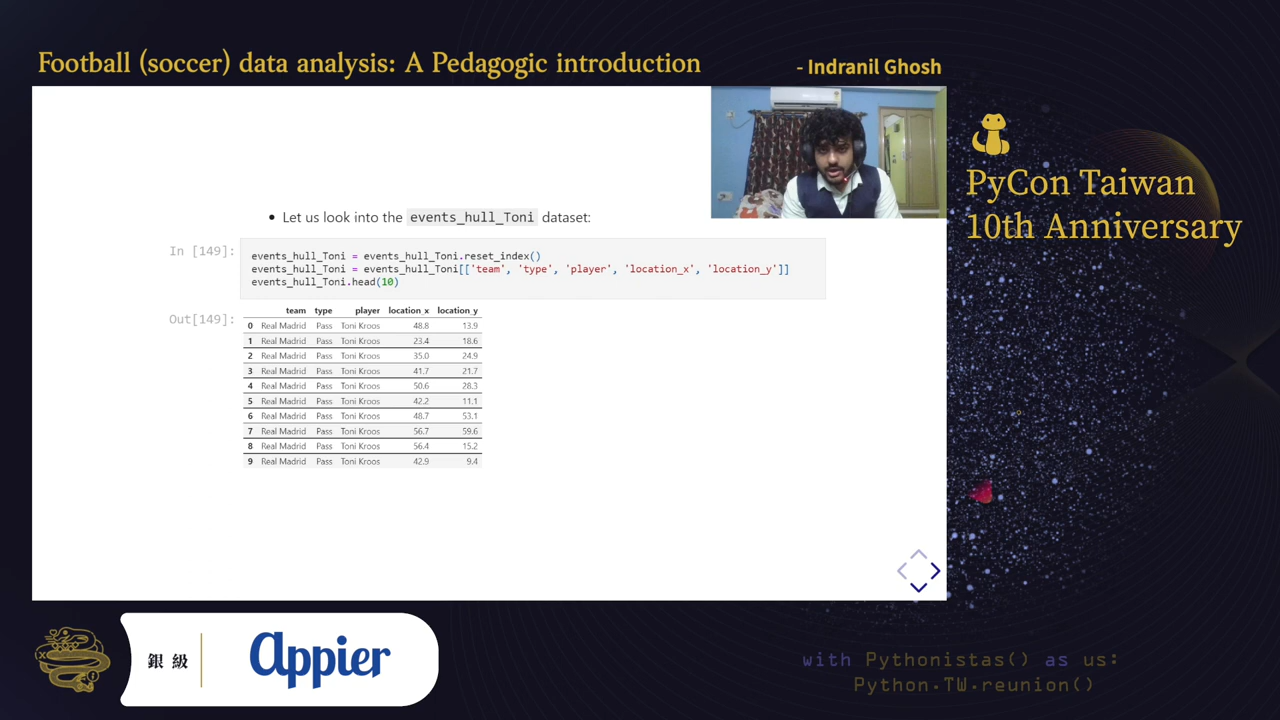 Football (soccer) data analysis: A Pedagogic introduction
- Indranil Ghosh
PyCon Taiwan
10th Anniversary
• Let us look into the events_hull_Toni dataset:
In [149]:
events_hull_Toni = events_hull_Toni.reset_index()
events_hull_Toni = events_hull_Toni[['team', 'type', 'player', 'location_x', 'location_y']]
events_hull_Toni.head(10)
Out[149]:
team type player location_x location_y
0 Real Madrid Pass Toni Kroos 48.8 13.9
1 Real Madrid Pass Toni Kroos 23.4 18.6
2 Real Madrid Pass Toni Kroos 35.0 24.9
3 Real Madrid Pass Toni Kroos 41.7 21.7
4 Real Madrid Pass Toni Kroos 50.6 28.3
5 Real Madrid Pass Toni Kroos 42.2 11.1
6 Real Madrid Pass Toni Kroos 48.7 53.1
7 Real Madrid Pass Toni Kroos 56.7 59.6
8 Real Madrid Pass Toni Kroos 56.4 15.2
9 Real Madrid Pass Toni Kroos 42.9 9.4
銀級
Appier
with Pythonistas() as us:
Python.TW.reunion()